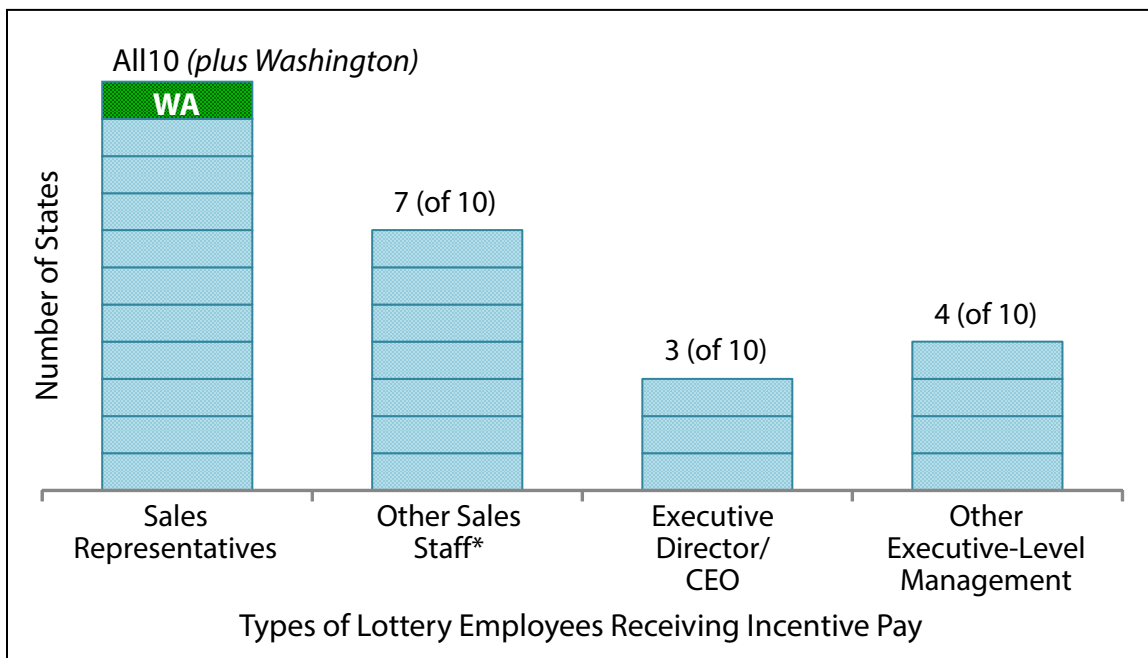 All10 (plus Washington)
WA
7 (of 10)
3 (of 10)
4 (of 10)
Number of States
Sales
Representatives
Other Sales
Staff*
Executive
Director/
CEO
Other
Executive-Level
Management
Types of Lottery Employees Receiving Incentive Pay